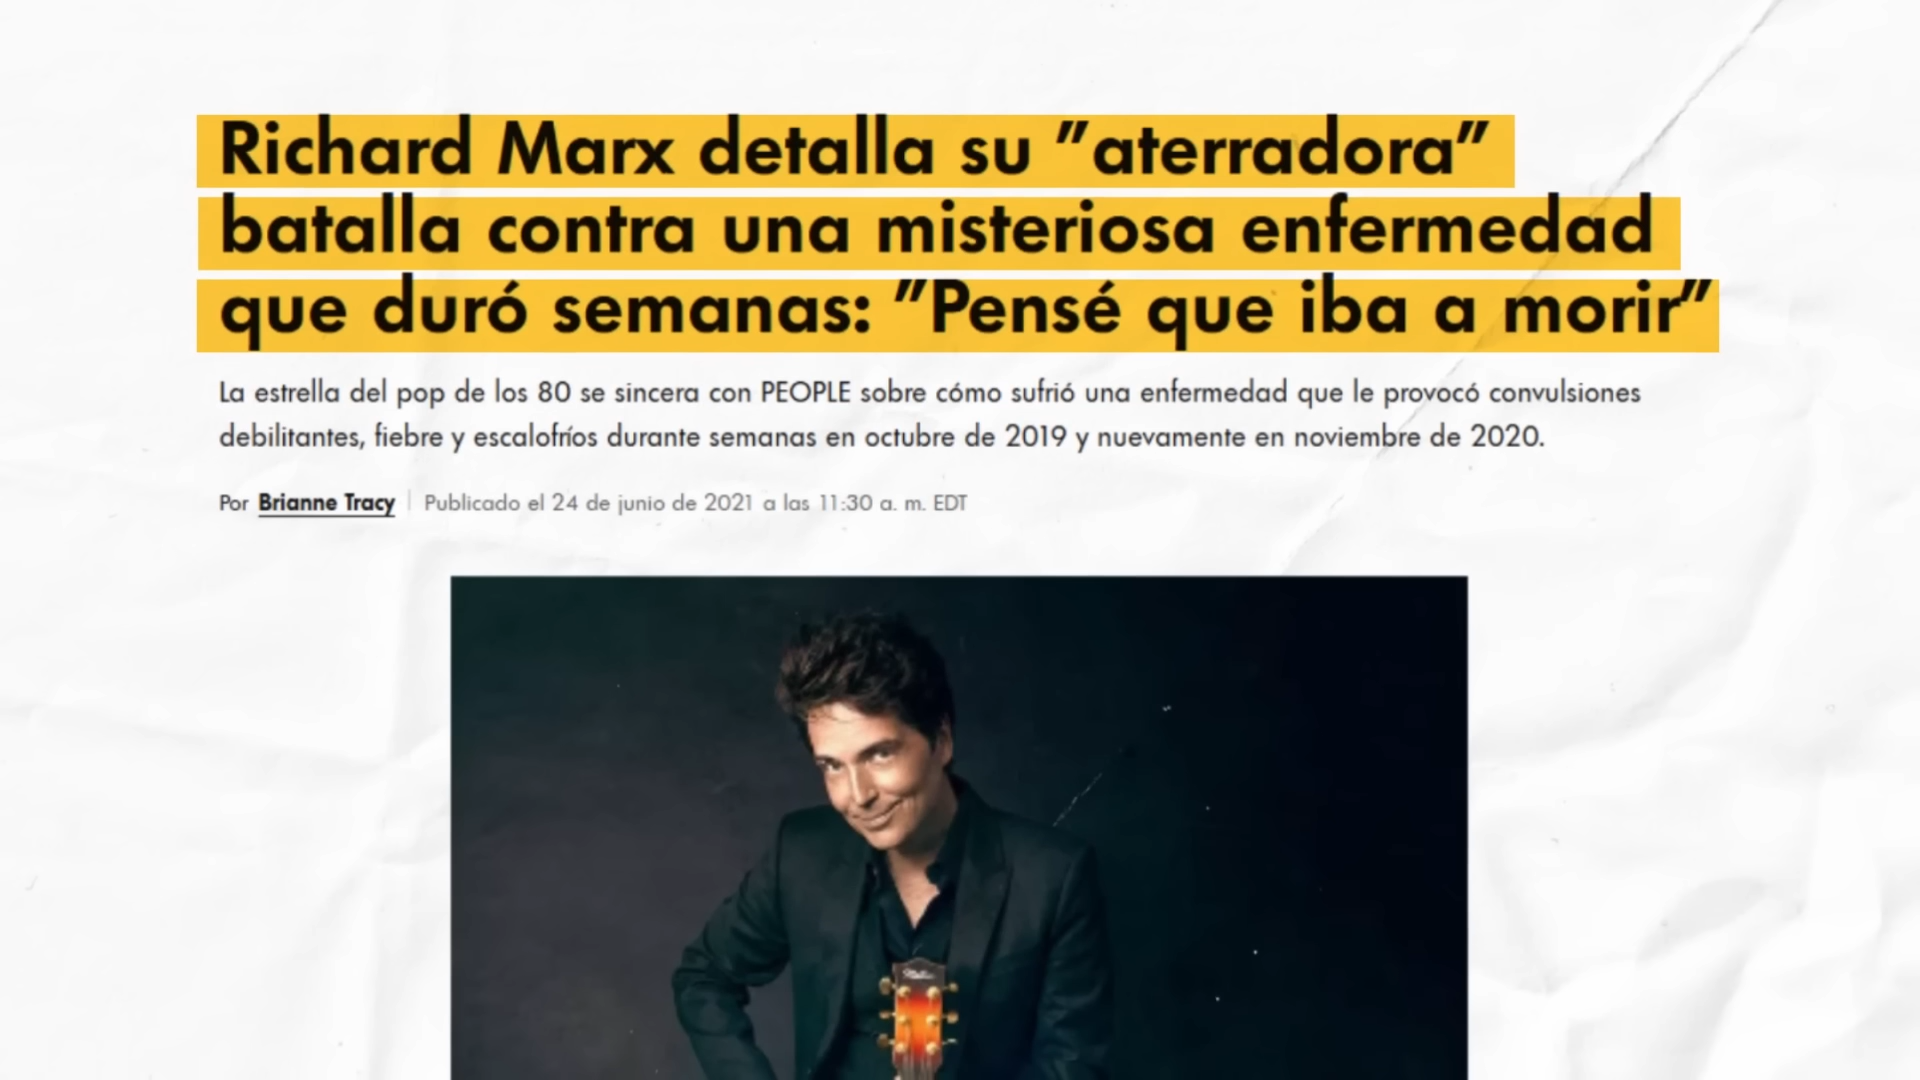 Richard Marx detalla su "aterradora"
batalla contra una misteriosa enfermedad
que duró semanas: "Pensé que iba a morir"
La estrella del pop de los 80 se sincera con PEOPLE sobre cómo sufrió una enfermedad que le provocó convulsiones
debilitantes, fiebre y escalofríos durante semanas en octubre de 2019 y nuevamente en noviembre de 2020.
Por Brianne Tracy Publicado el 24 de junio de 2021 a las 11:30 a. m. EDT